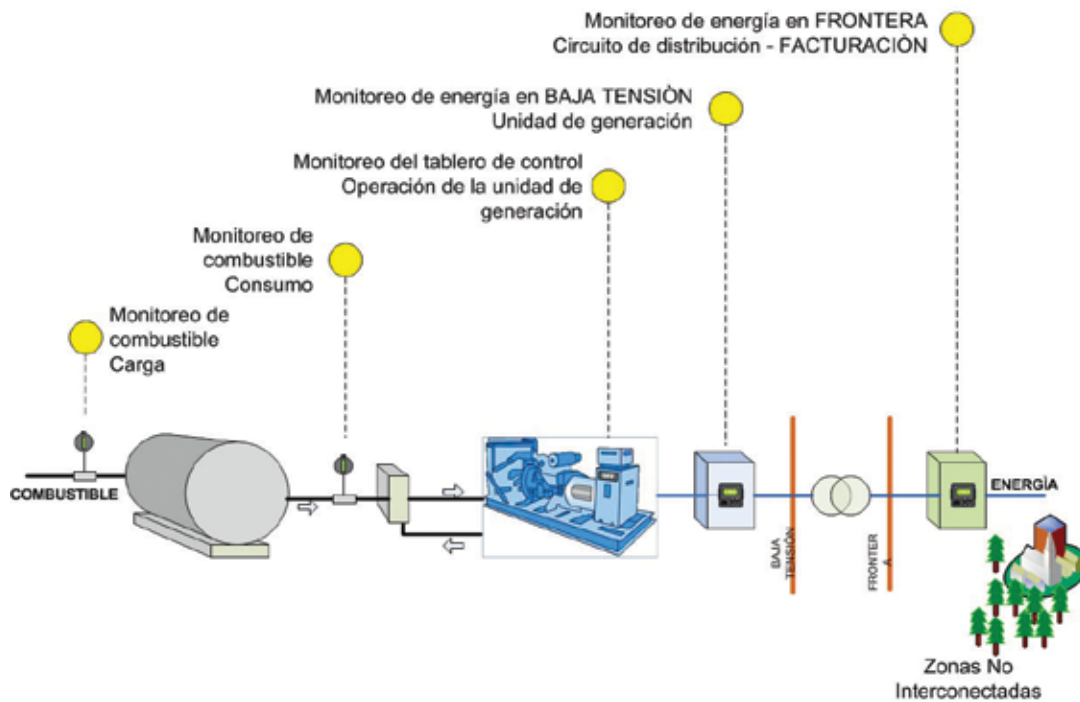 Monitoreo de energía en FRONTERA
Circuito de distribución - FACTURACIÒN
Monitoreo de energía en BAJA TENSIÒN
Unidad de generación
Monitoreo del tablero de control
Operación de la unidad de
generación
Monitoreo de
combustible
Consumo
Monitoreo de
combustible
Carga
COMBUSTIBLE
BAJA
TENSIÒN
FRONTER
A
ENERGÌA
Zonas No
Interconectadas